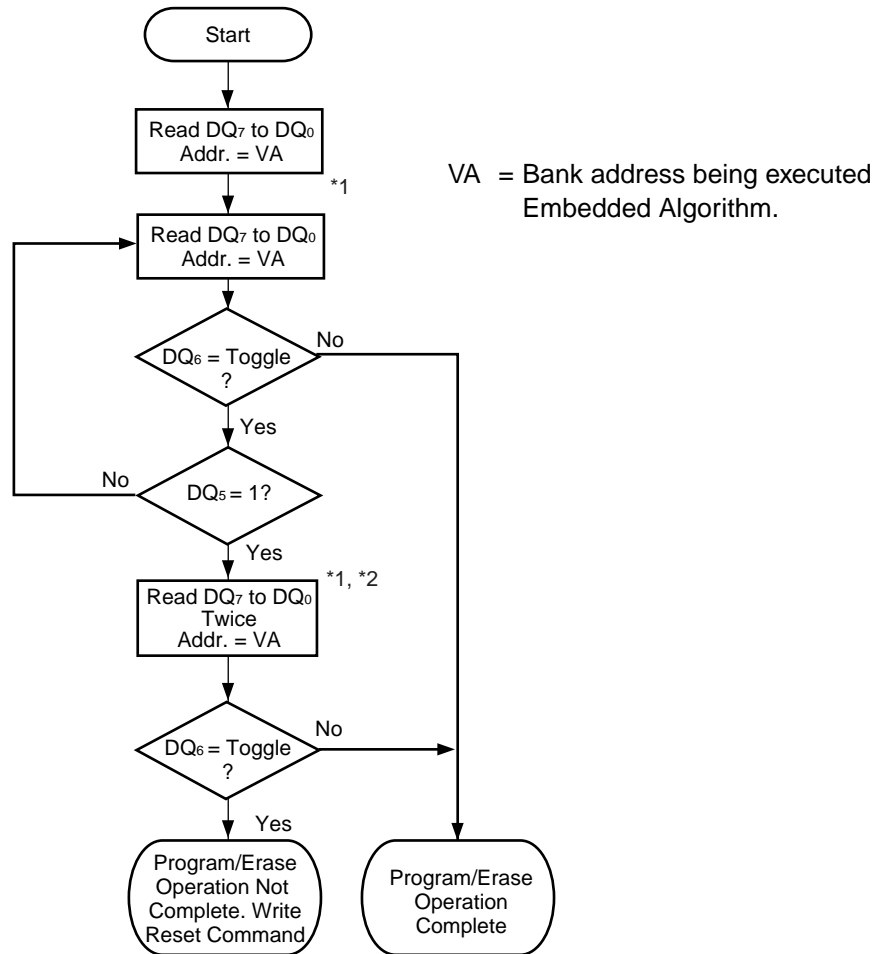 Start
Read DQ₇ to DQ₀
Addr. = VA
VA = Bank address being executed
Embedded Algorithm.
*1
Read DQ₇ to DQ₀
Addr. = VA
No
DQ₆ = Toggle
?
Yes
No
DQ₅ = 1?
Yes
*1, *2
Read DQ₇ to DQ₀
Twice
Addr. = VA
No
DQ₆ = Toggle
?
Yes
Program/Erase
Operation Not
Complete. Write
Reset Command
Program/Erase
Operation
Complete